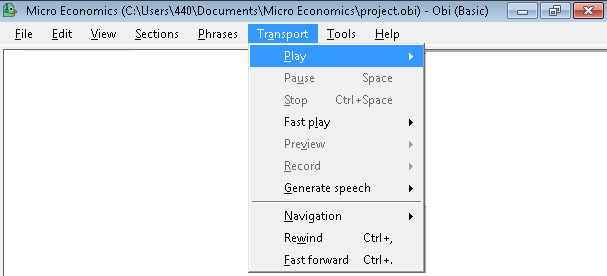 Micro Economics (C:\Users\440\Documents\Micro Economics\project.obi) - Obi (Basic)
File Edit View Sections Phrases Transport Tools Help
Play
Pause Space
Stop Ctrl+Space
Fast play
Preview
Record
Generate speech
Navigation
Rewind Ctrl+,
Fast forward Ctrl+.